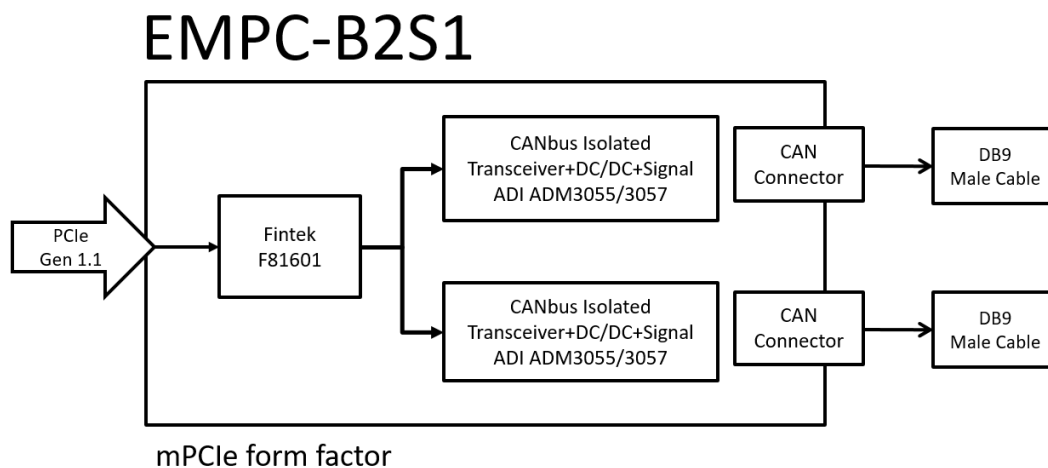 EMPC-B2S1
CANbus Isolated
Transceiver+DC/DC+Signal
ADI ADM3055/3057
CAN
Connector
DB9
Male Cable
PCIe
Gen 1.1
Fintek
F81601
CANbus Isolated
Transceiver+DC/DC+Signal
ADI ADM3055/3057
CAN
Connector
DB9
Male Cable
mPCIe form factor